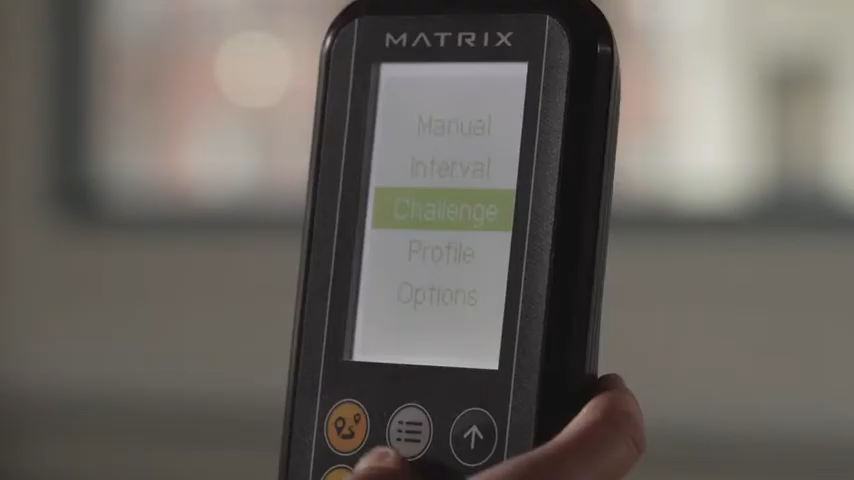 MATRIX
Manual
Interval
Challenge
Profile
Options